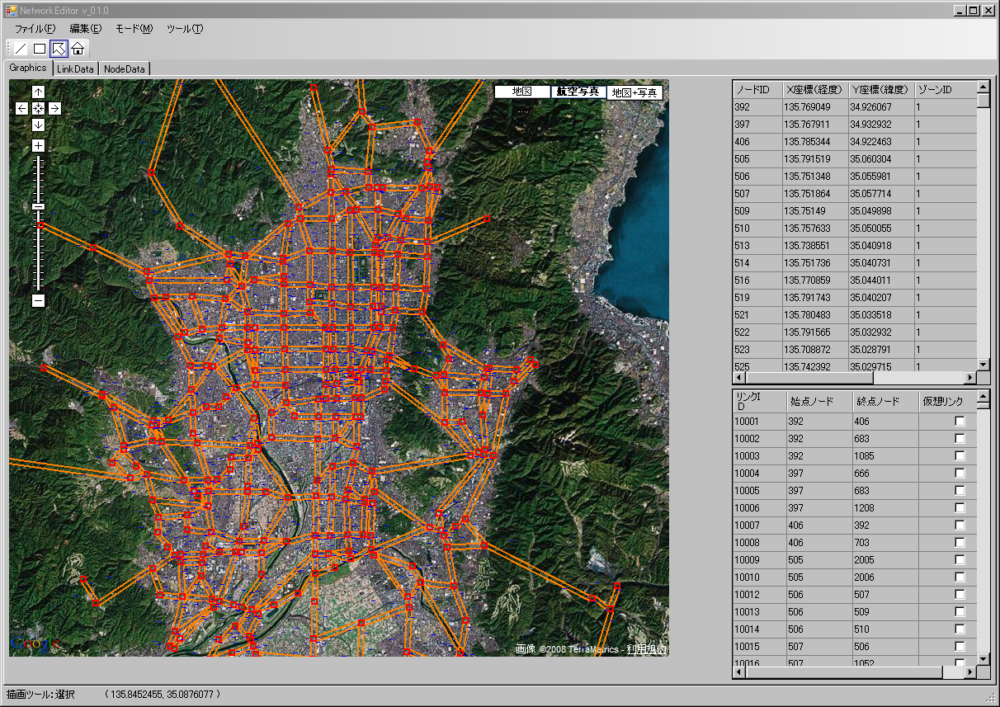 NetworkEditor v_0.1.0
ファイル(F) 編集(E) モード(M) ツール(T)
Graphics LinkData NodeData
地図 航空写真 地図+写真
Google
画像 ©2008 TerraMetrics - 利用規約
ノードID X座標(経度) Y座標(緯度) ゾーンID
392 135.769049 34.926067 1
397 135.767911 34.932932 1
406 135.785344 34.922463 1
505 135.791519 35.060304 1
506 135.751348 35.055981 1
507 135.751864 35.057714 1
509 135.75149 35.049898 1
510 135.757633 35.050055 1
513 135.738551 35.040918 1
514 135.751736 35.040731 1
516 135.770859 35.044011 1
519 135.791743 35.040207 1
521 135.780483 35.033518 1
522 135.791565 35.032932 1
523 135.708872 35.028791 1
525 135.742392 35.029715 1
リンクID 始点ノード 終点ノード 仮想リンク
10001 392 406
10002 392 683
10003 392 1085
10004 397 666
10005 397 683
10006 397 1208
10007 406 392
10008 406 703
10009 505 2005
10010 505 2006
10012 506 507
10013 506 509
10014 506 510
10015 507 506
10016 507 1052
描画ツール:選択 ( 135.8452455, 35.0876077 )